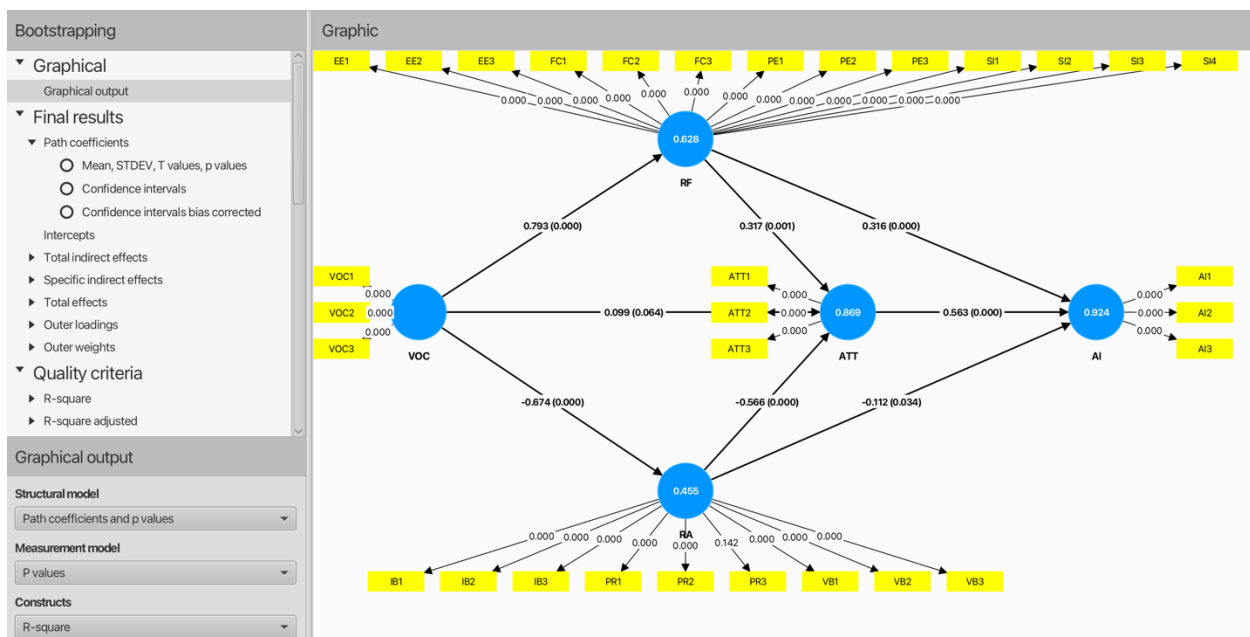 Bootstrapping
Graphical
Graphical output
Final results
Path coefficients
Mean, STDEV, T values, p values
Confidence intervals
Confidence intervals bias corrected
Intercepts
Total indirect effects
Specific indirect effects
Total effects
Outer loadings
Outer weights
Quality criteria
R-square
R-square adjusted
Graphical output
Structural model
Path coefficients and p values
Measurement model
P values
Constructs
R-square
Graphic
EE1 EE2 EE3 FC1 FC2 FC3 PE1 PE2 PE3 SI1 SI2 SI3 SI4
0.000 0.000 0.000 0.000 0.000 0.000 0.000 0.000 0.000 0.000 0.000 0.000 0.000
0.628
RF
0.793 (0.000) 0.317 (0.001) 0.316 (0.000)
VOC1 0.000 ATT1 0.000 AI1 0.000
VOC2 0.000 0.099 (0.064) ATT2 0.000 0.869 0.563 (0.000) 0.924 0.000 AI2
VOC3 0.000 ATT3 0.000 AI3 0.000
VOC ATT AI
-0.674 (0.000) -0.566 (0.000) -0.112 (0.034)
0.455
RA
0.000 0.000 0.000 0.000 0.000 0.142 0.000 0.000 0.000
IB1 IB2 IB3 PR1 PR2 PR3 VB1 VB2 VB3